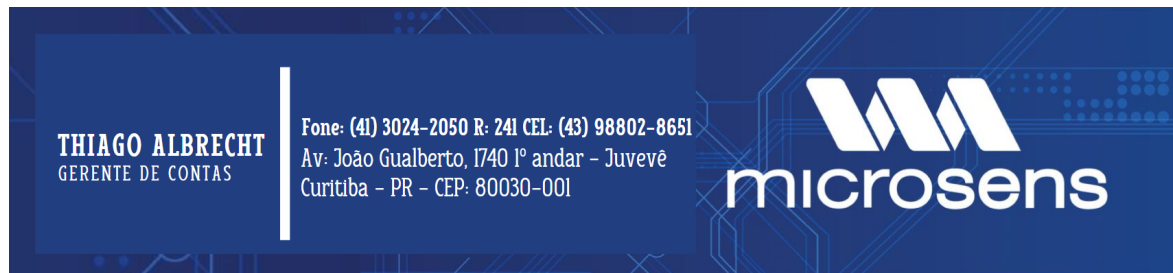 THIAGO ALBRECHT
GERENTE DE CONTAS
Fone: (41) 3024-2050 R: 241 CEL: (43) 98802-8651
Av: João Gualberto, 1740 1º andar - Juvevê
Curitiba - PR - CEP: 80030-001
microsens